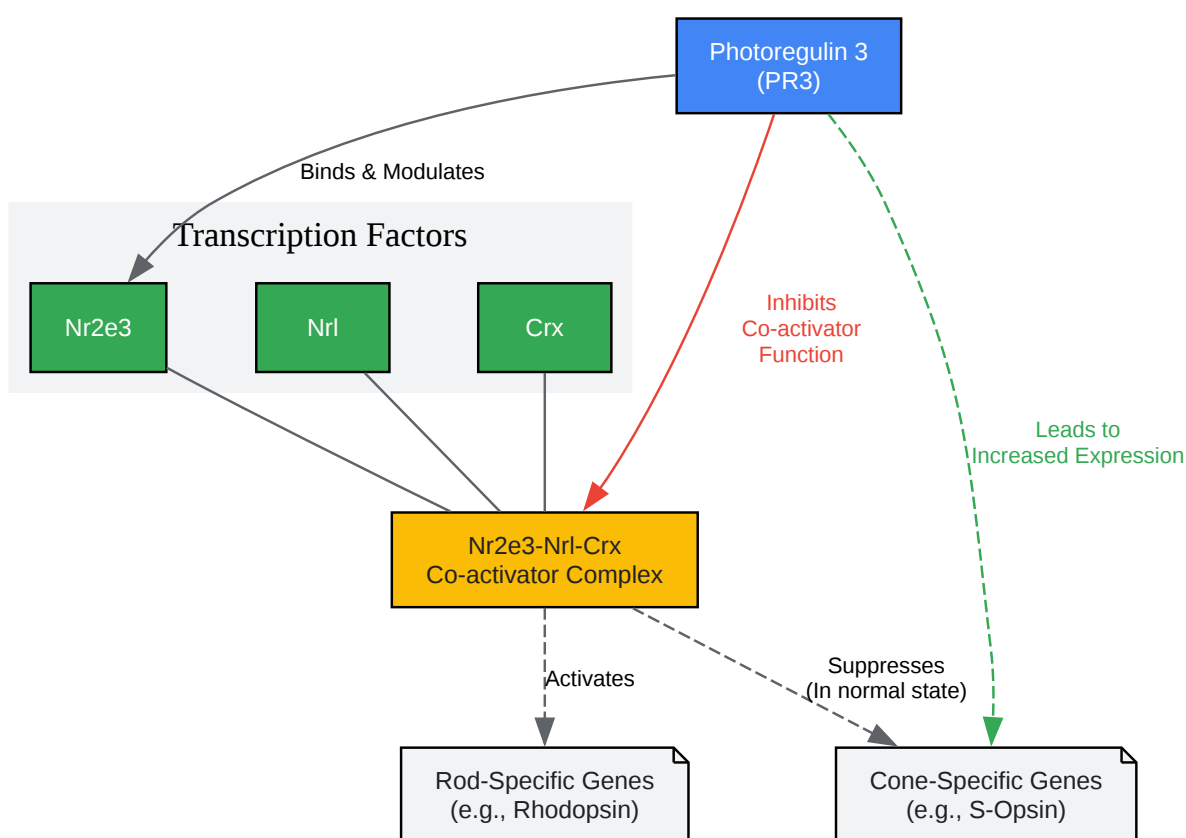 Photoregulin 3
(PR3)
Binds & Modulates
Transcription Factors
Nr2e3
Nrl
Crx
Inhibits
Co-activator
Function
Leads to
Increased Expression
Nr2e3-Nrl-Crx
Co-activator Complex
Activates
Suppresses
(In normal state)
Rod-Specific Genes
(e.g., Rhodopsin)
Cone-Specific Genes
(e.g., S-Opsin)